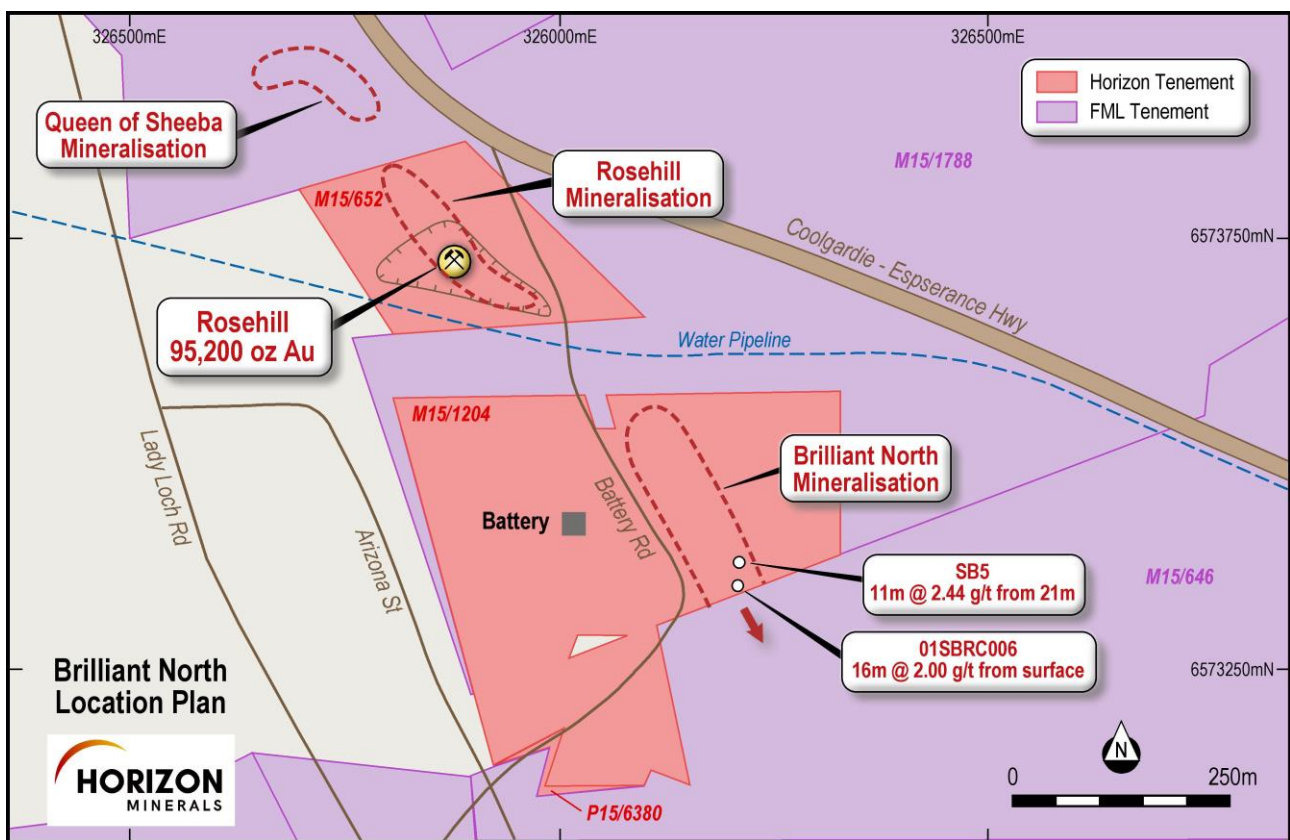 326500mE
326000mE
326500mE
Horizon Tenement
FML Tenement
Queen of Sheeba
Mineralisation
M15/1788
Rosehill
Mineralisation
M15/652
6573750mN
Coolgardie - Espserance Hwy
Rosehill
95,200 oz Au
Water Pipeline
M15/1204
Lady Loch Rd
Arizona St
Battery Rd
Brilliant North
Mineralisation
Battery
SB5
11m @ 2.44 g/t from 21m
M15/646
01SBRC006
16m @ 2.00 g/t from surface
6573250mN
Brilliant North
Location Plan
HORIZON
MINERALS
P15/6380
N
0
250m